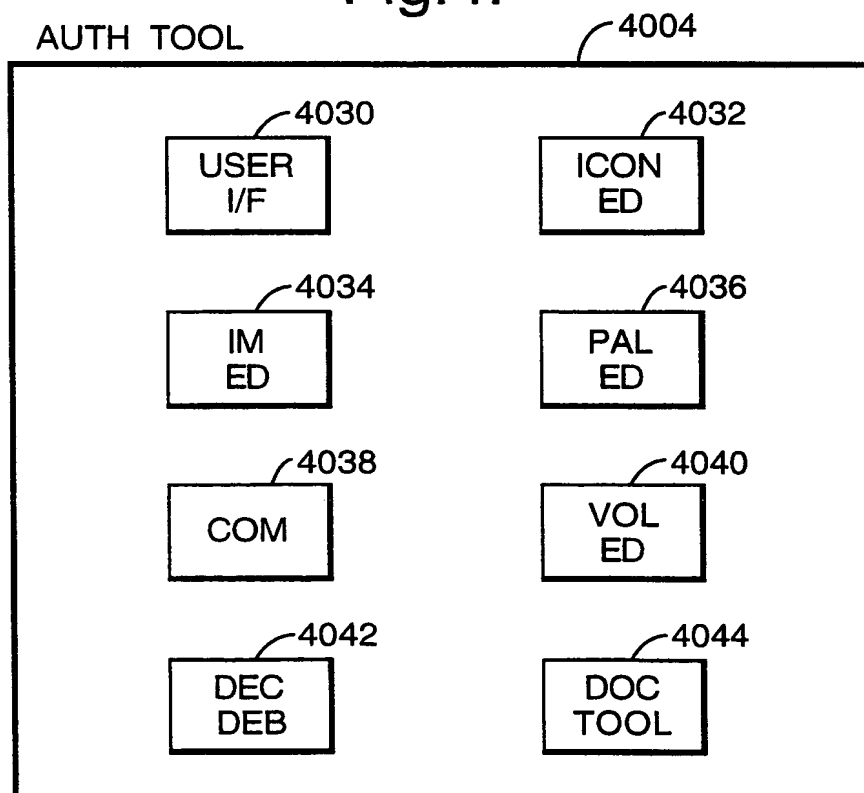 AUTH TOOL
4004
4030
USER
I/F
4032
ICON
ED
4034
IM
ED
4036
PAL
ED
4038
COM
4040
VOL
ED
4042
DEC
DEB
4044
DOC
TOOL